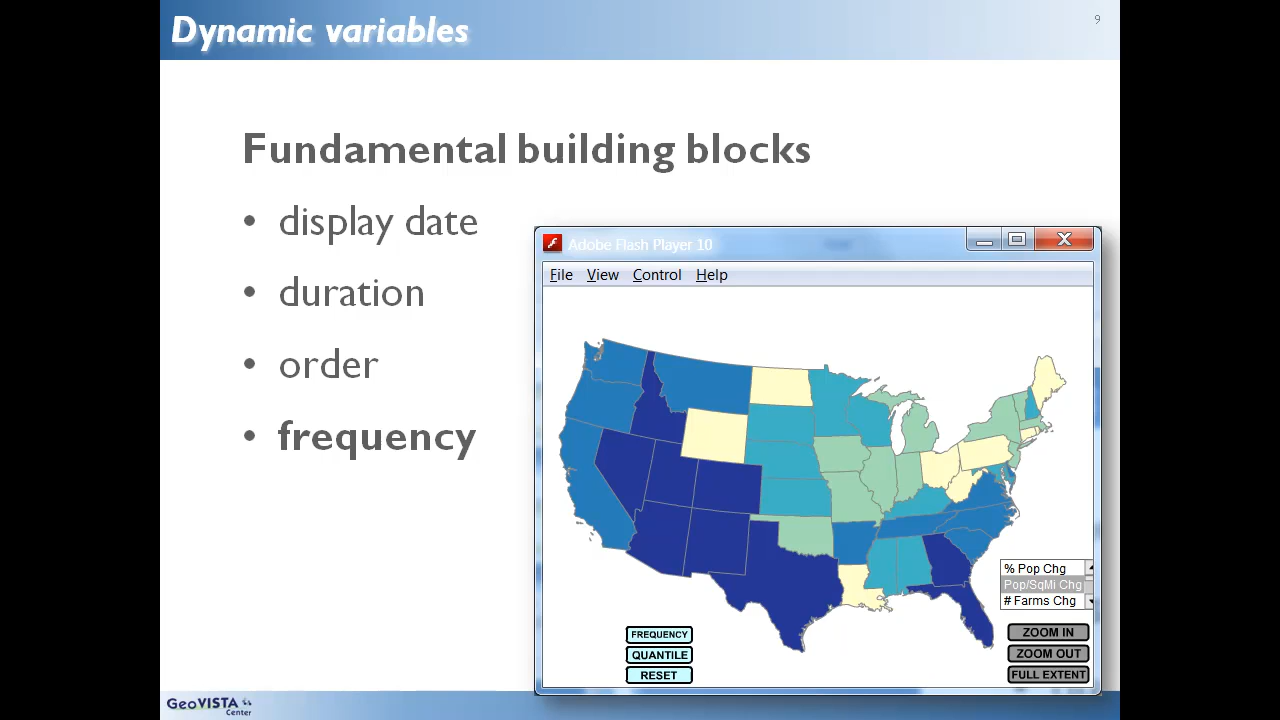 Dynamic variables
9
Fundamental building blocks
• display date
• duration
• order
• frequency
Adobe Flash Player 10
File View Control Help
% Pop Chg
Pop/SqMi Chg
# Farms Chg
FREQUENCY
QUANTILE
RESET
ZOOM IN
ZOOM OUT
FULL EXTENT
GeoVISTA
Center